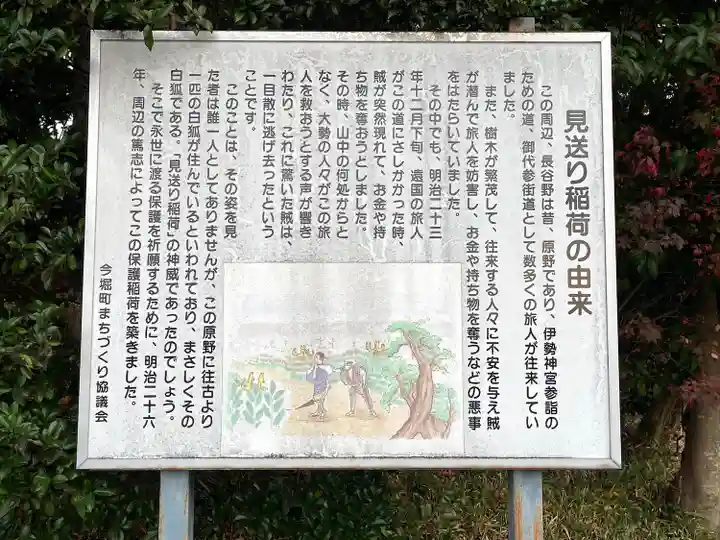 見送り稲荷の由来
この周辺、長谷野は昔、原野であり、伊勢神宮参詣の
ための道、御代参街道として数多くの旅人が往来してい
ました。
また、樹木が繁茂して、往来する人々に不安を与え賊
が潜んで旅人を妨害し、お金や持ち物を奪うなどの悪事
をはたらいていました。
その中でも、明治二十三
年十二月下旬、遠国の旅人
がこの道にさしかかった時、
賊が突然現れて、お金や持
ち物を奪おうとしました。
その時、山中の何処からと
なく、大勢の人々がこの旅
人を救おうとする声が響き
わたり、これに驚いた賊は、
一目散に逃げ去ったという
ことです。
このことは、その姿を見
た者は誰一人としてありませんが、この原野に往古より
一匹の白狐が住んでいるといわれており、まさしくその
白狐である。「見送り稲荷」の神威であったのでしょう。
そこで永世に渡る保護を祈願するために、明治二十六
年、周辺の篤志によってこの保護稲荷を築きました。
今堀町まちづくり協議会